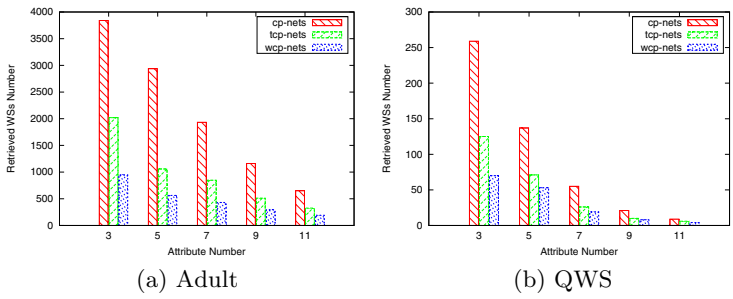 4000
3500
3000
2500
2000
1500
1000
500
0
Retrieved WSs Number
cp-nets
tcp-nets
wcp-nets
3 5 7 9 11
Attribute Number
(a) Adult
300
250
200
150
100
50
0
Retrieved WSs Number
cp-nets
tcp-nets
wcp-nets
3 5 7 9 11
Attribute Number
(b) QWS